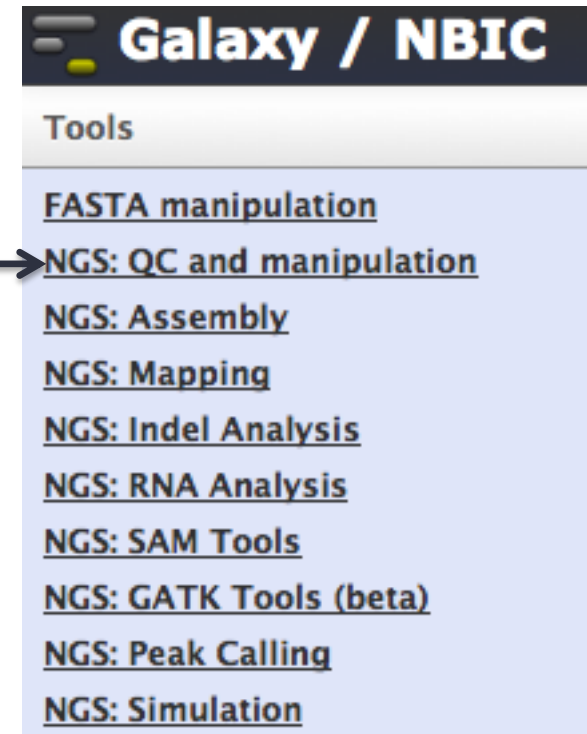 Galaxy / NBIC
Tools
FASTA manipulation
NGS: QC and manipulation
NGS: Assembly
NGS: Mapping
NGS: Indel Analysis
NGS: RNA Analysis
NGS: SAM Tools
NGS: GATK Tools (beta)
NGS: Peak Calling
NGS: Simulation